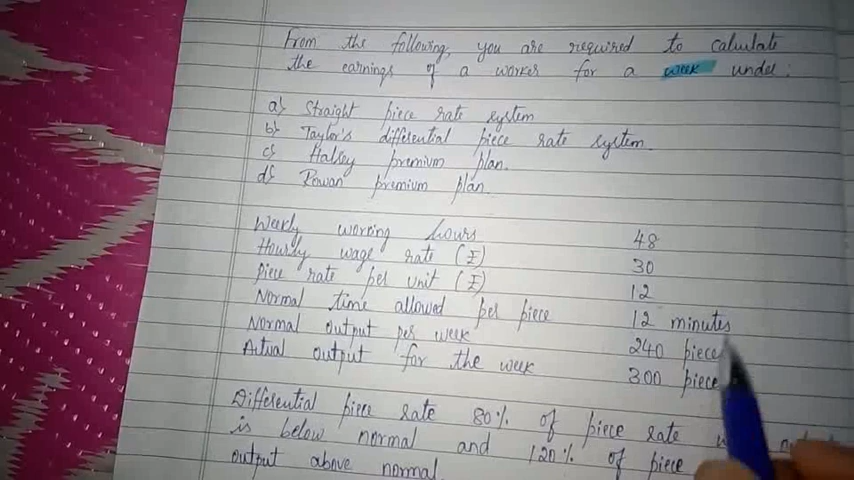 From the following, you are required to calculate
the earnings of a worker for a week under:
a) Straight piece rate system
b) Taylor's differential piece rate system.
c) Halsey premium plan.
d) Rowan premium plan.
Weekly working hours 48
Hourly wage rate (₹) 30
Piece rate per unit (₹) 12
Normal time allowed per piece 12 minutes
Normal output per week 240 pieces
Actual output for the week 300 piece
Differential piece rate 80% of piece rate
is below normal and 120% of piece
output above normal.